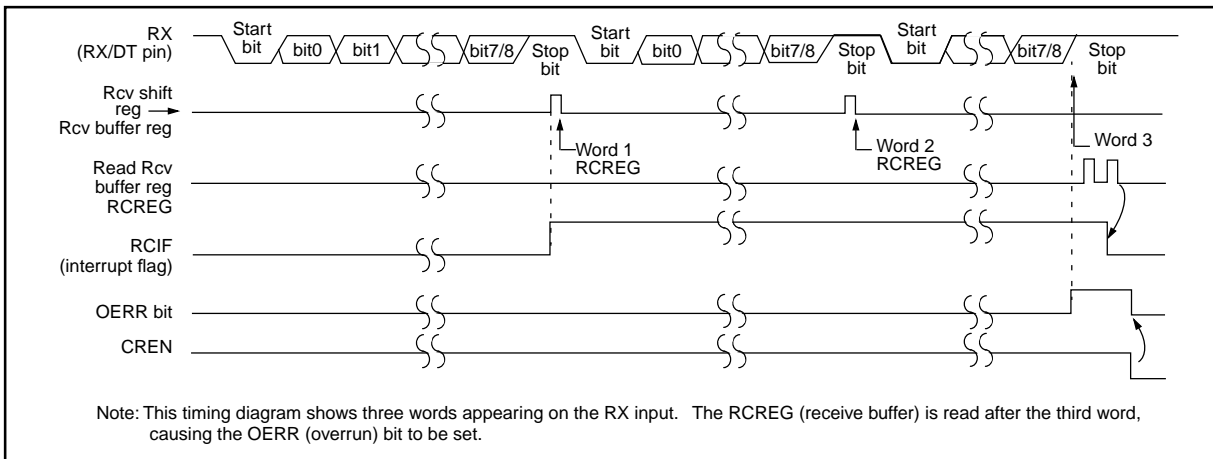 RX
(RX/DT pin)
Start
bit
bit0
bit1
bit7/8
Stop
bit
Start
bit
bit0
bit7/8
Stop
bit
Start
bit
bit7/8
Stop
bit
Rcv shift
reg
Rcv buffer reg
Word 1
RCREG
Word 2
RCREG
Word 3
Read Rcv
buffer reg
RCREG
RCIF
(interrupt flag)
OERR bit
CREN
Note: This timing diagram shows three words appearing on the RX input. The RCREG (receive buffer) is read after the third word,
causing the OERR (overrun) bit to be set.